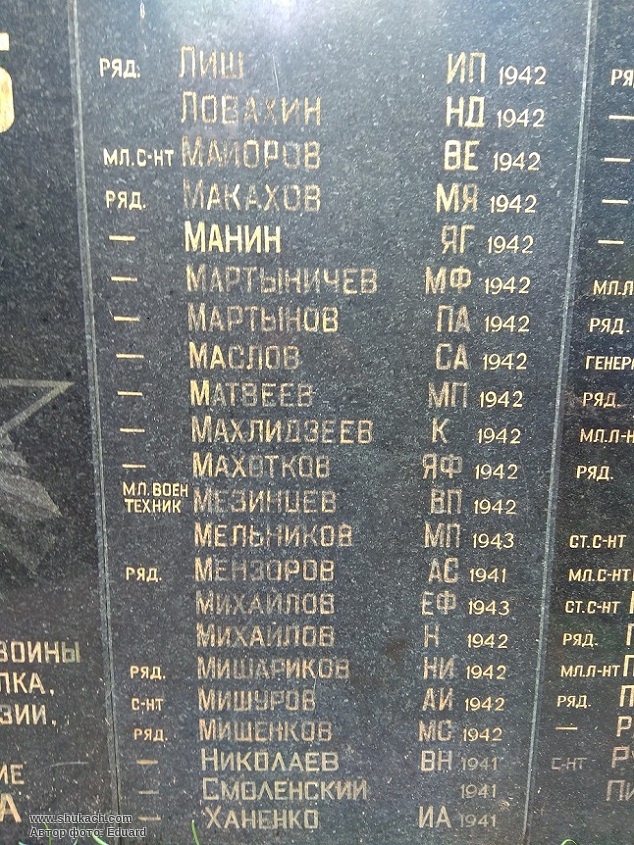 5
РЯД. ЛИШ ИП 1942
ЛОВАХИН НД 1942
МЛ.С-НТ МАЙОРОВ ВЕ 1942
РЯД. МАКАХОВ МЯ 1942
— МАНИН ЯГ 1942
— МАРТЫНИЧЕВ МФ 1942
— МАРТЫНОВ ПА 1942
— МАСЛОВ СА 1942
— МАТВЕЕВ МП 1942
— МАХЛИДЗЕЕВ К 1942
— МАХОТКОВ ЯФ 1942
МЛ.ВОЕН
ТЕХНИК МЕЗИНЦЕВ ВП 1942
МЕЛЬНИКОВ МП 1943
РЯД. МЕНЗОРОВ АС 1941
МИХАЙЛОВ ЕФ 1943
МИХАЙЛОВ Н 1942
РЯД. МИШАРИКОВ НИ 1942
С-НТ МИШУРОВ АИ 1942
РЯД. МИЩЕНКОВ МС 1942
— НИКОЛАЕВ ВН 1941
— СМОЛЕНСКИЙ 1941
— ХАНЕНКО ИА 1941
ВОИНЫ
ЛКА,
ЗИИ,
ИЕ
А
РЯ
—
—
—
—
МЛ.Л
РЯД.
ГЕНЕРА
РЯД.
МЛ.Л-Н
РЯД.
СТ.С-НТ
МЛ.С-НТ
СТ.С-НТ
РЯД. П
МЛ.Л-НТ П
РЯД. П
— Р
С-НТ Р
ПИ
www.shukach.com
Автор фото: Eduard